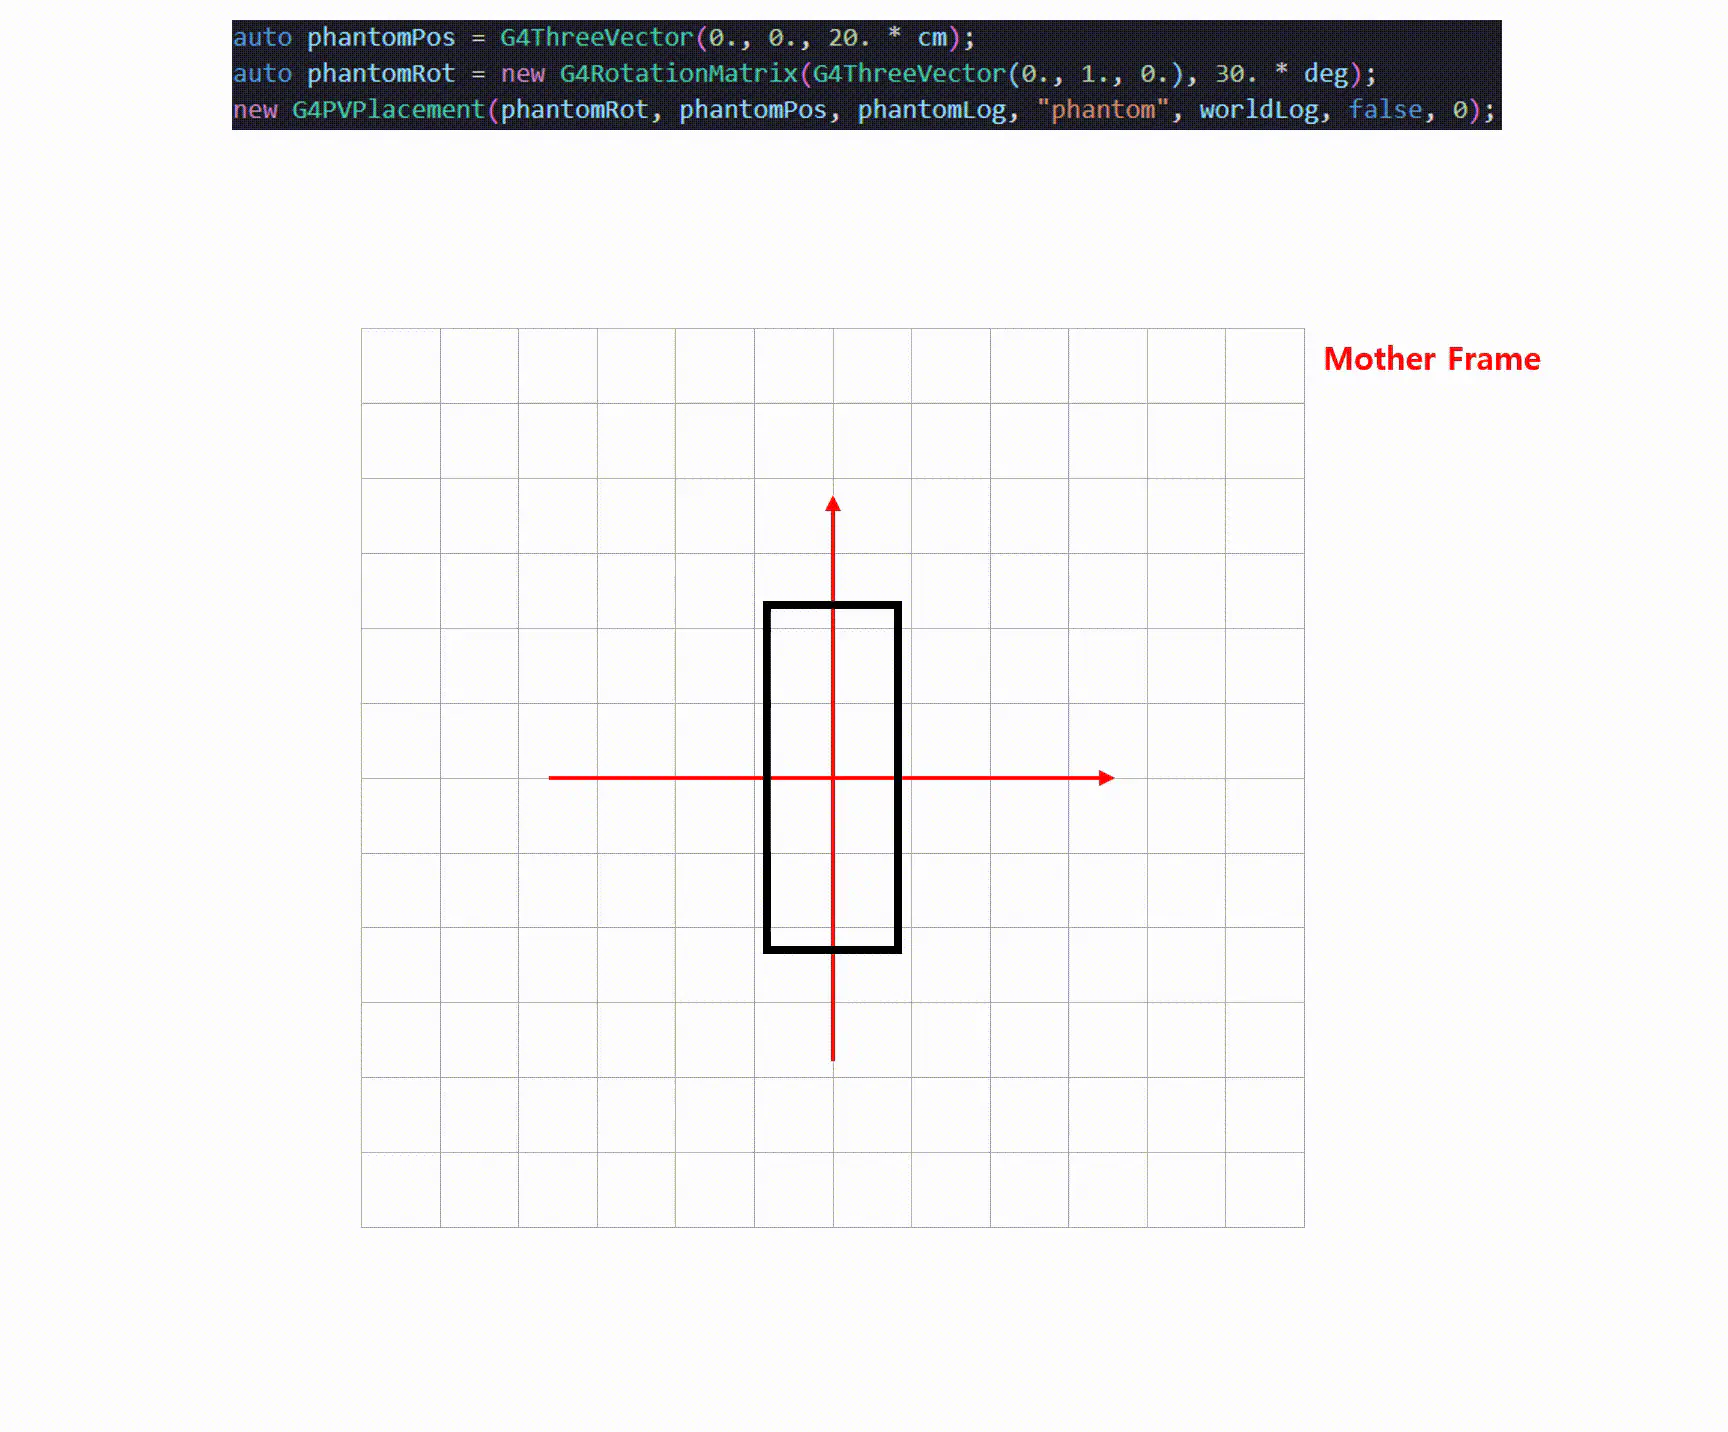 auto phantomPos = G4ThreeVector(0., 0., 20. * cm);
auto phantomRot = new G4RotationMatrix(G4ThreeVector(0., 1., 0.), 30. * deg);
new G4PVPlacement(phantomRot, phantomPos, phantomLog, "phantom", worldLog, false, 0);
Mother Frame